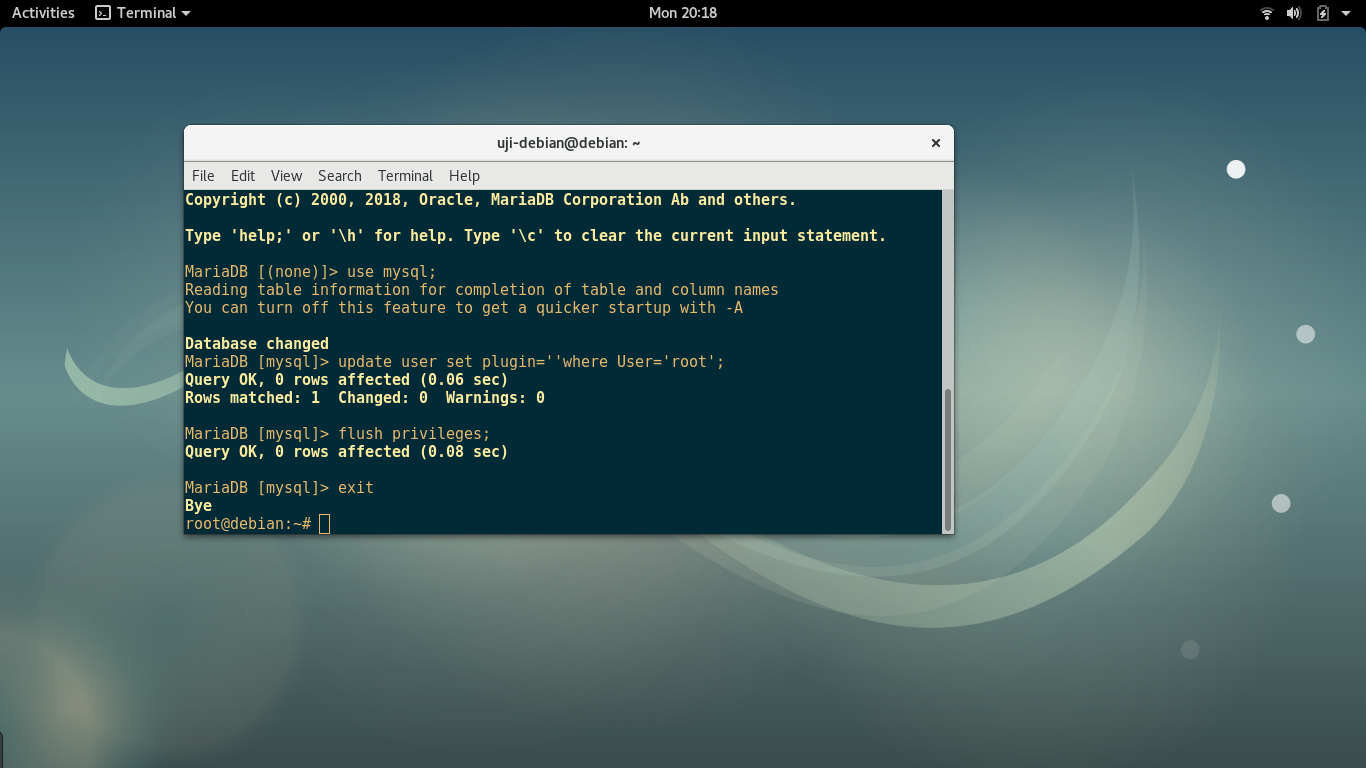 Activities Terminal Mon 20:18
uji-debian@debian: ~
File Edit View Search Terminal Help
Copyright (c) 2000, 2018, Oracle, MariaDB Corporation Ab and others.
Type 'help;' or '\h' for help. Type '\c' to clear the current input statement.
MariaDB [(none)]> use mysql;
Reading table information for completion of table and column names
You can turn off this feature to get a quicker startup with -A
Database changed
MariaDB [mysql]> update user set plugin=''where User='root';
Query OK, 0 rows affected (0.06 sec)
Rows matched: 1  Changed: 0  Warnings: 0
MariaDB [mysql]> flush privileges;
Query OK, 0 rows affected (0.08 sec)
MariaDB [mysql]> exit
Bye
root@debian:~#